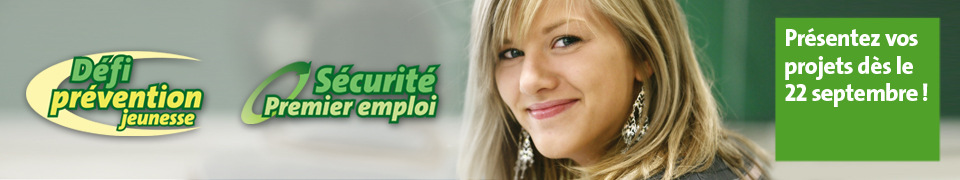 Défi
prévention
jeunesse
Sécurité
Premier emploi
Présentez vos
projets dès le
22 septembre !